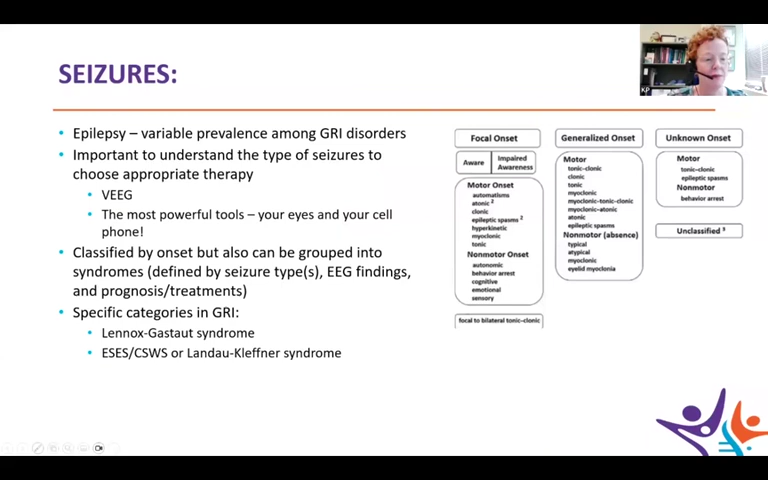 SEIZURES:
KP
• Epilepsy – variable prevalence among GRI disorders
• Important to understand the type of seizures to
choose appropriate therapy
• VEEG
• The most powerful tools – your eyes and your cell
phone!
• Classified by onset but also can be grouped into
syndromes (defined by seizure type(s), EEG findings,
and prognosis/treatments)
• Specific categories in GRI:
• Lennox-Gastaut syndrome
• ESES/CSWS or Landau-Kleffner syndrome
Focal Onset
Aware
Impaired
Awareness
Motor Onset
automatisms
atonic 2
clonic
epileptic spasms 2
hyperkinetic
myoclonic
tonic
Nonmotor Onset
autonomic
behavior arrest
cognitive
emotional
sensory
focal to bilateral tonic-clonic
Generalized Onset
Motor
tonic-clonic
clonic
tonic
myoclonic
myoclonic-tonic-clonic
myoclonic-atonic
atonic
epileptic spasms
Nonmotor (absence)
typical
atypical
myoclonic
eyelid myoclonia
Unknown Onset
Motor
tonic-clonic
epileptic spasms
Nonmotor
behavior arrest
Unclassified 3